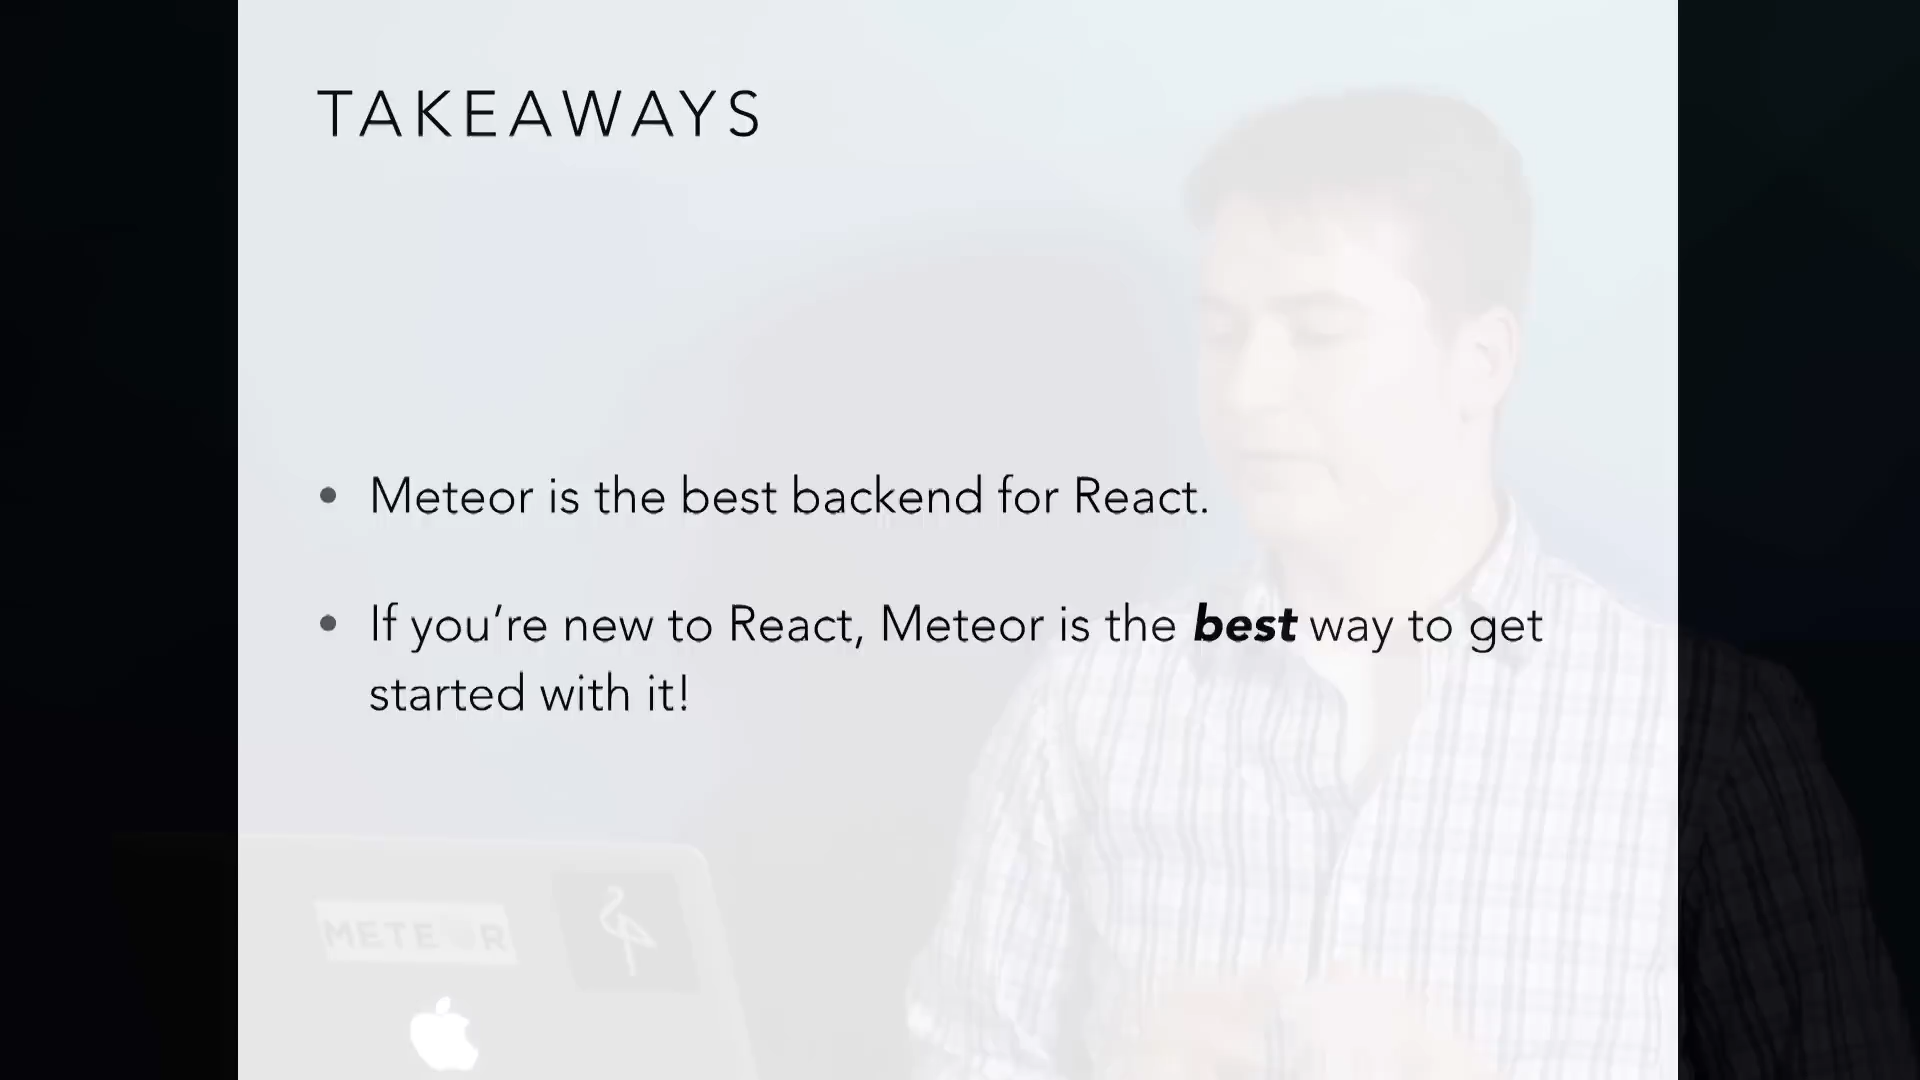 TAKEAWAYS
• Meteor is the best backend for React.
• If you’re new to React, Meteor is the best way to get
started with it!
METEOR